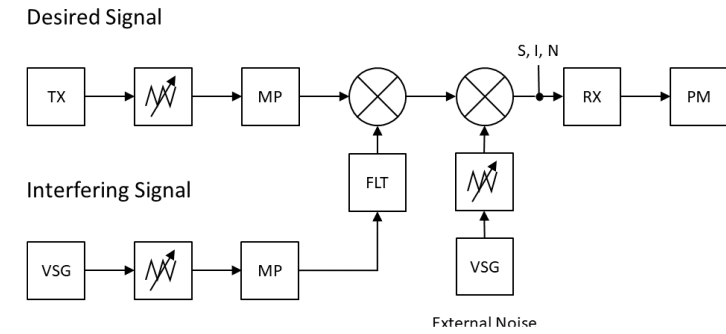 Desired Signal
S, I, N
TX
MP
RX
PM
FLT
Interfering Signal
VSG
MP
VSG
External Noise